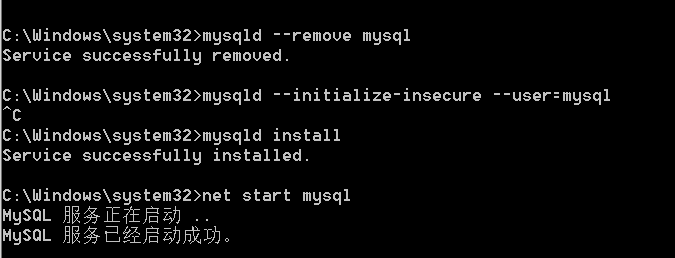 C:\Windows\system32>mysqld --remove mysql
Service successfully removed.
C:\Windows\system32>mysqld --initialize-insecure --user=mysql
^C
C:\Windows\system32>mysqld install
Service successfully installed.
C:\Windows\system32>net start mysql
MySQL 服务正在启动 ..
MySQL 服务已经启动成功。